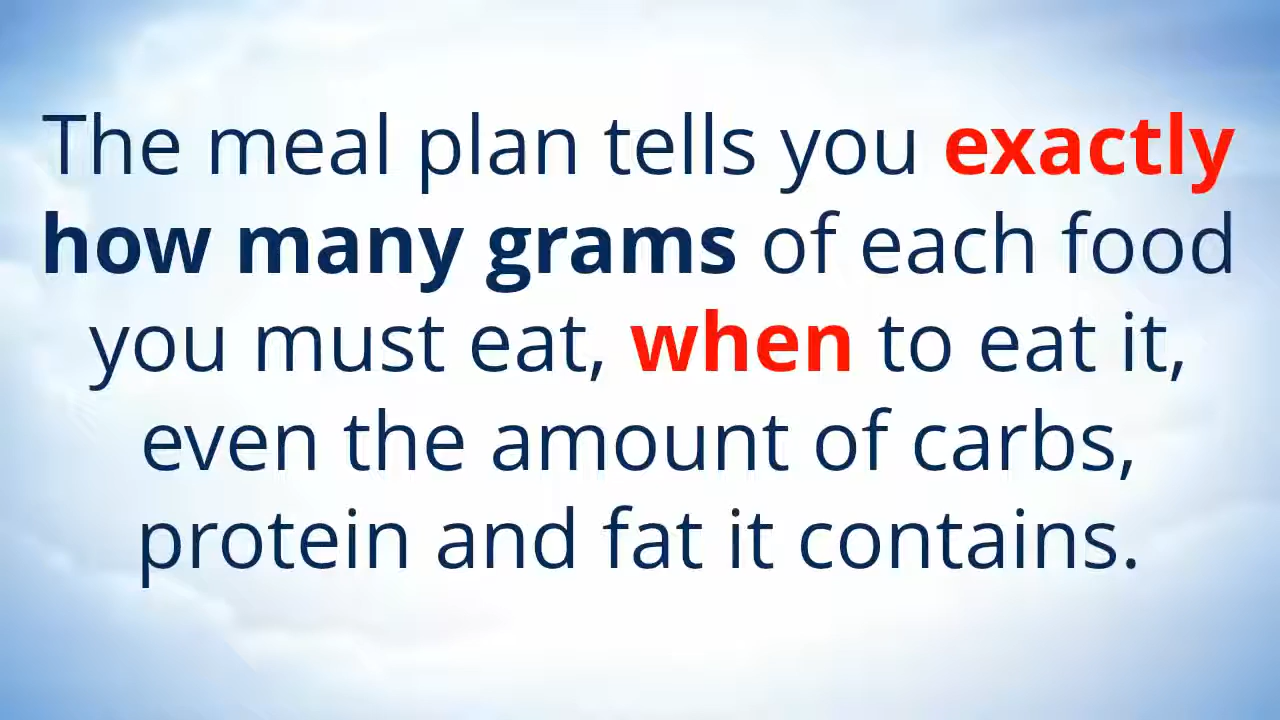 The meal plan tells you exactly
how many grams of each food
you must eat, when to eat it,
even the amount of carbs,
protein and fat it contains.